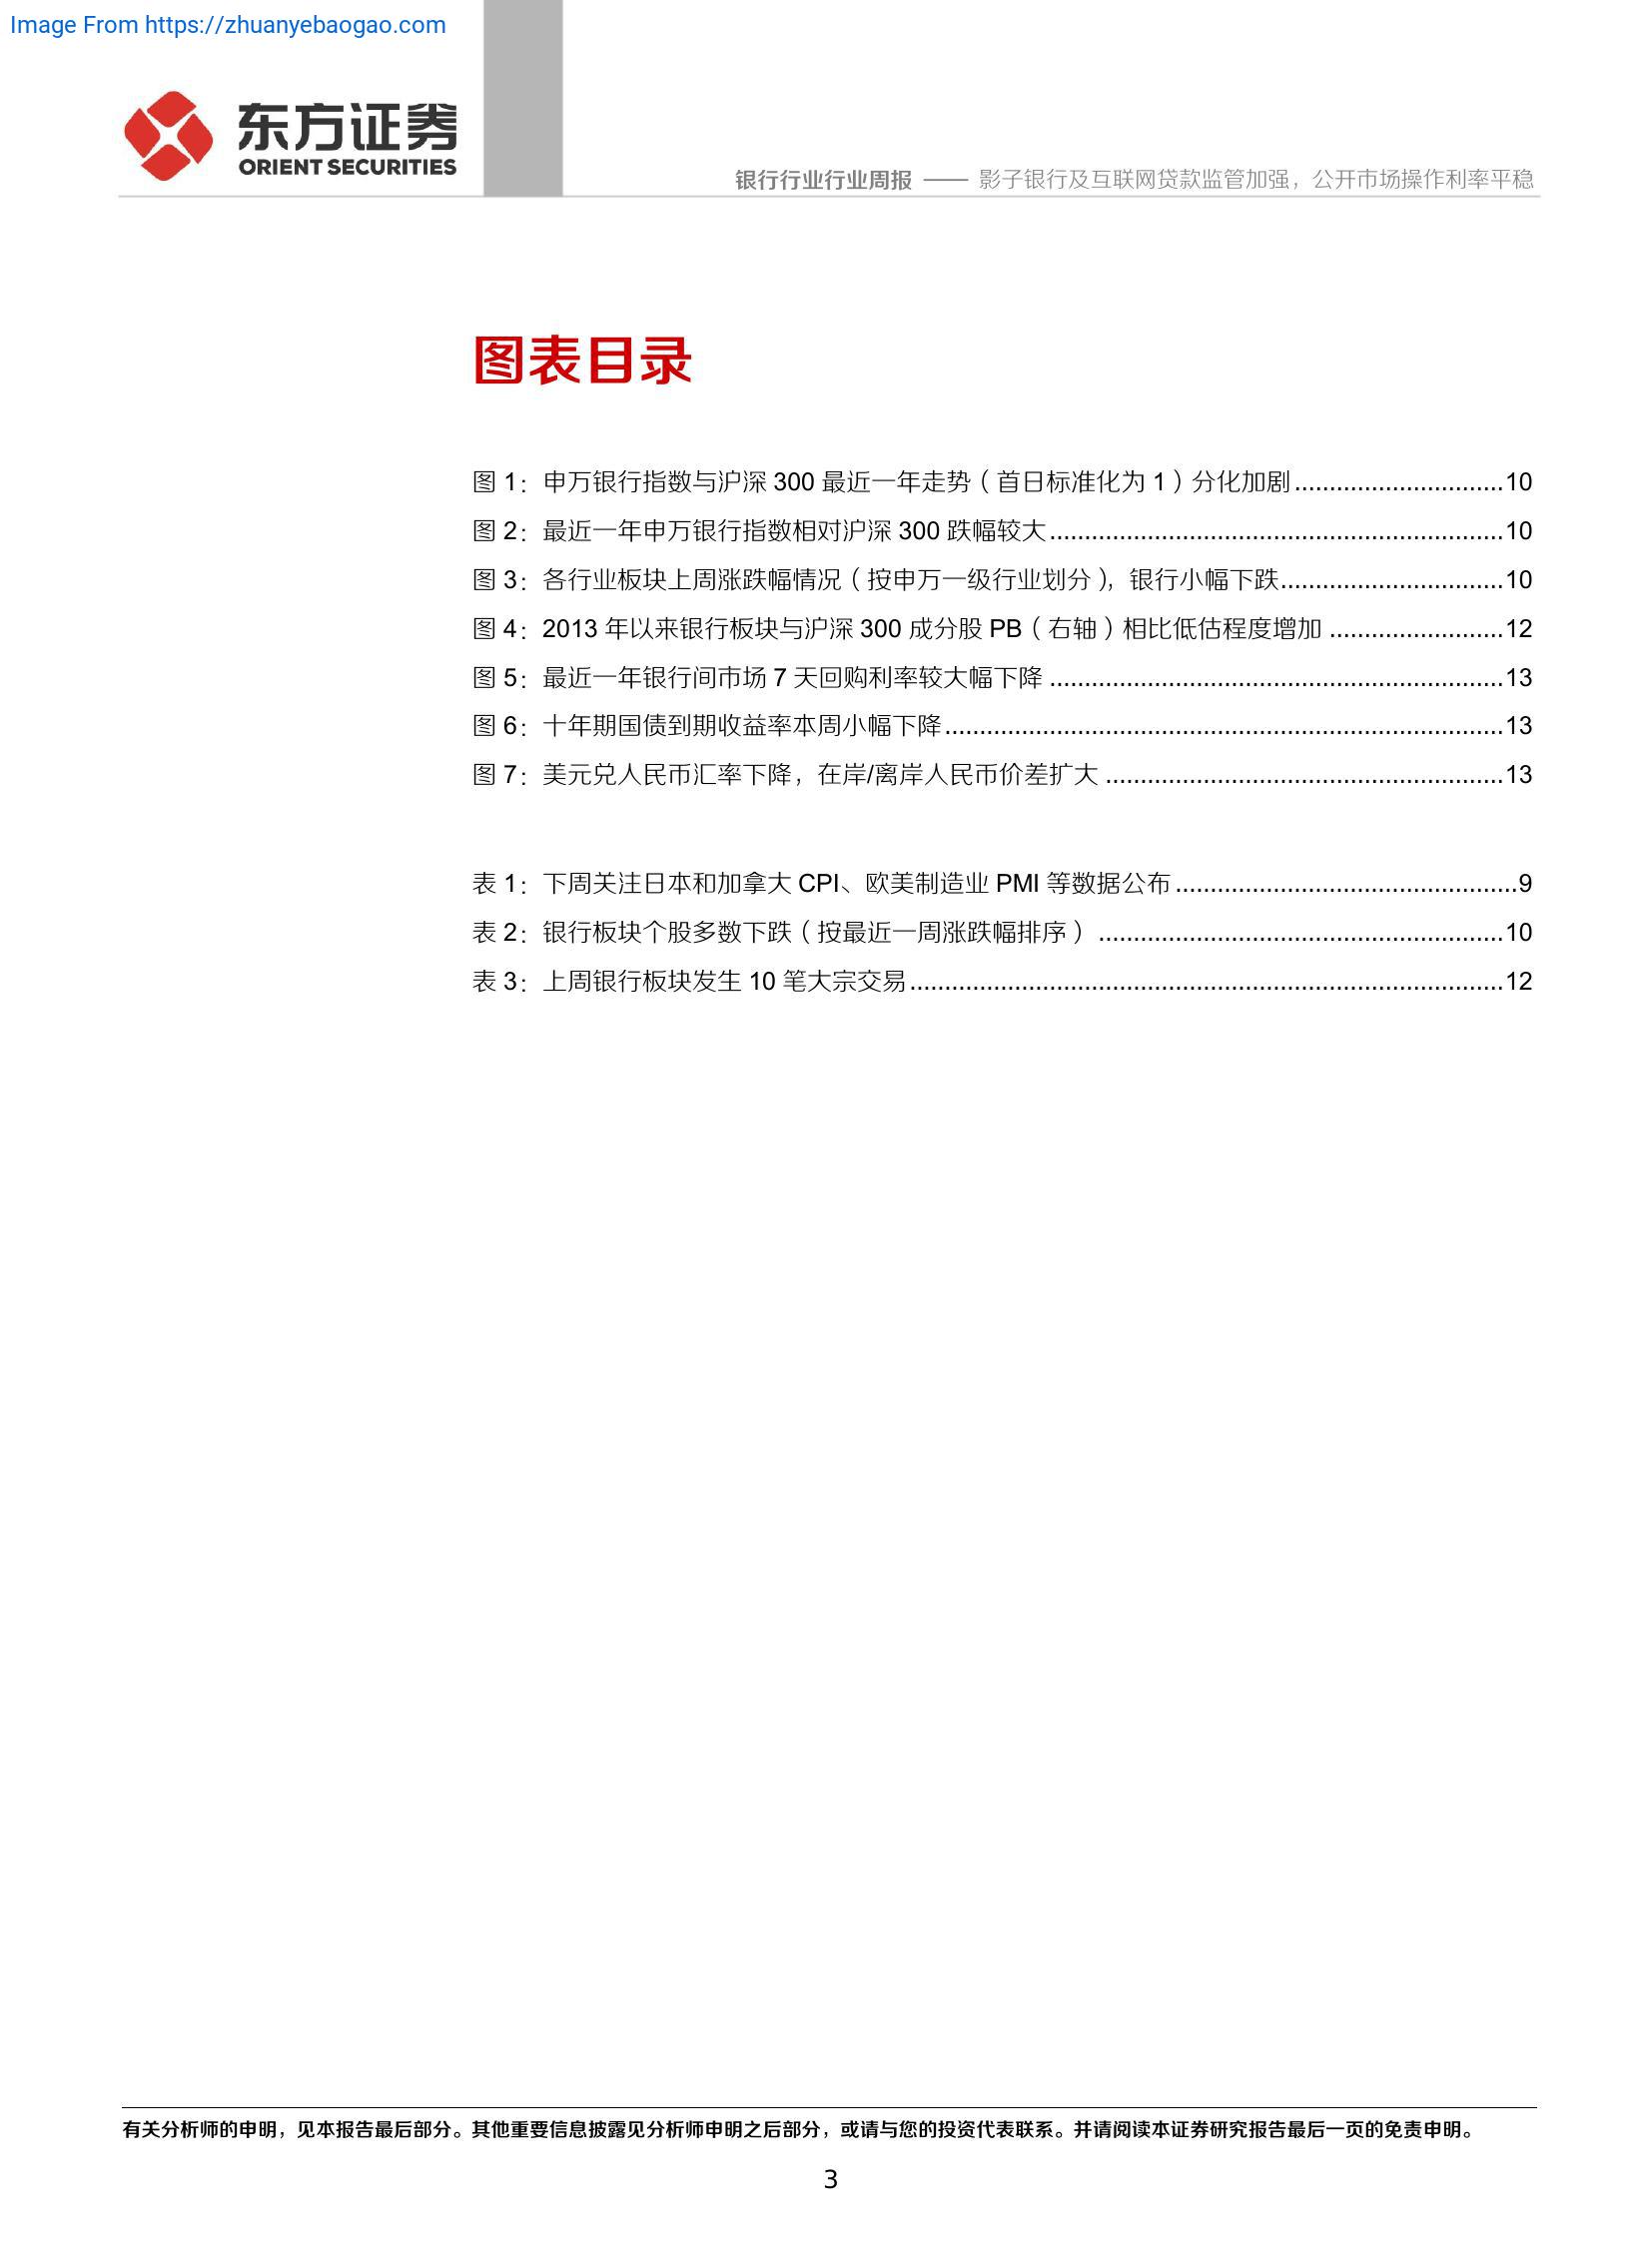 Image From https://zhuanyebaogao.com
东方证券
ORIENT SECURITIES
银行行业行业周报 —— 影子银行及互联网贷款监管加强，公开市场操作利率平稳
图表目录
图 1：申万银行指数与沪深 300 最近一年走势（首日标准化为 1）分化加剧..............................10
图 2：最近一年申万银行指数相对沪深 300 跌幅较大.................................................................10
图 3：各行业板块上周涨跌幅情况（按申万一级行业划分），银行小幅下跌................................10
图 4：2013 年以来银行板块与沪深 300 成分股 PB（右轴）相比低估程度增加 .........................12
图 5：最近一年银行间市场 7 天回购利率较大幅下降 .................................................................13
图 6：十年期国债到期收益率本周小幅下降................................................................................13
图 7：美元兑人民币汇率下降，在岸/离岸人民币价差扩大 .........................................................13
表 1：下周关注日本和加拿大 CPI、欧美制造业 PMI 等数据公布.................................................9
表 2：银行板块个股多数下跌（按最近一周涨跌幅排序）..........................................................10
表 3：上周银行板块发生 10 笔大宗交易.....................................................................................12
有关分析师的申明，见本报告最后部分。其他重要信息披露见分析师申明之后部分，或请与您的投资代表联系。并请阅读本证券研究报告最后一页的免责申明。
3